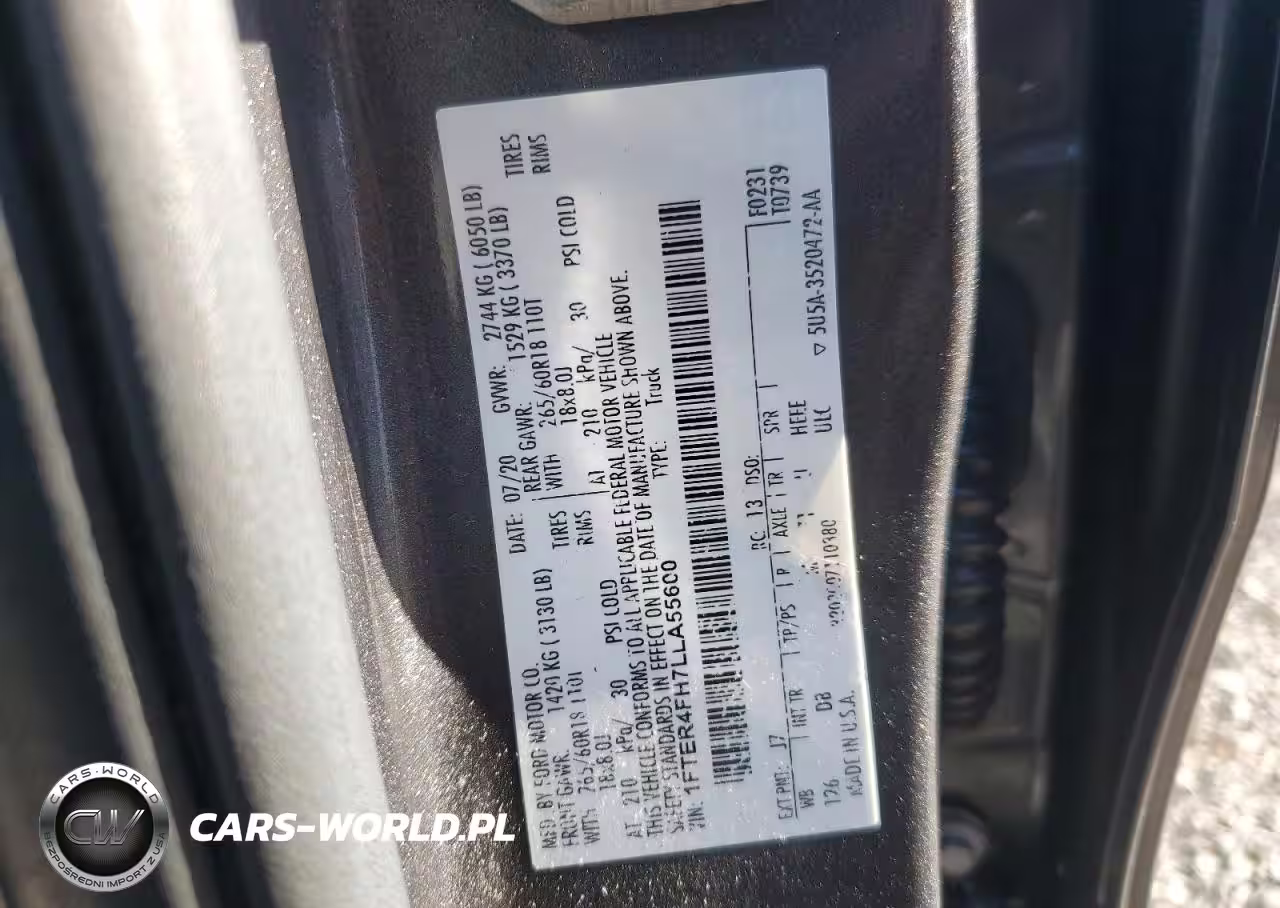 MFD. BY FORD MOTOR CO.
DATE: 07/20 GVWR: 2744 KG ( 6050 LB)
FRONT GAWR: 1420 KG ( 3130 LB)
REAR GAWR: 1529 KG ( 3370 LB)
WITH 265/60R18 110T TIRES
WITH 265/60R18 110T TIRES
18x8.0J RIMS
18x8.0J RIMS
AT 210 kPa/ 30 PSI COLD
AT 210 kPa/ 30 PSI COLD
THIS VEHICLE CONFORMS TO ALL APPLICABLE FEDERAL MOTOR VEHICLE
SAFETY STANDARDS IN EFFECT ON THE DATE OF MANUFACTURE SHOWN ABOVE.
VIN: 1FTER4FH7LLA55600
TYPE: Truck
F0231
T0739
EXT PNT: J7 RC: 13 DSO:
WB INT TR TP/PS R AXLE TR SPR
126 DB HEEE
ULC
MADE IN U.S.A.
▽ 5U5A-3520472-AA
CARS-WORLD
CW
BEZPOŚREDNI IMPORT Z USA
CARS-WORLD.PL